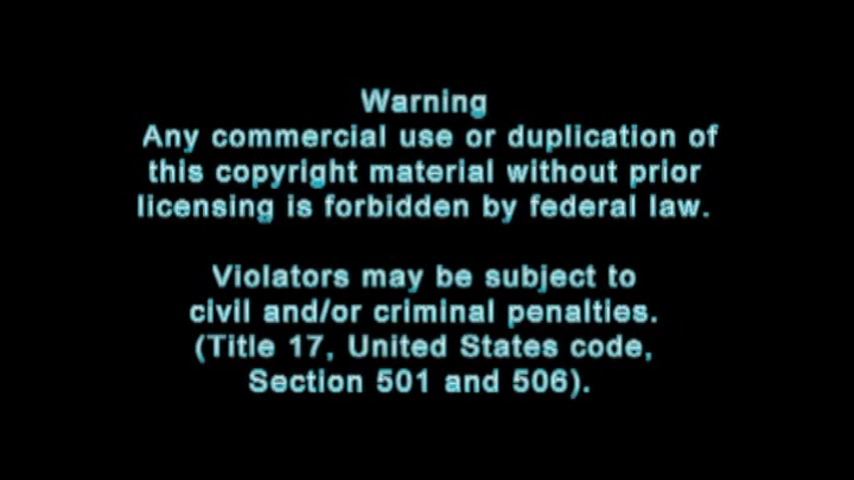 Warning
Any commercial use or duplication of
this copyright material without prior
licensing is forbidden by federal law.
Violators may be subject to
civil and/or criminal penalties.
(Title 17, United States code,
Section 501 and 506).